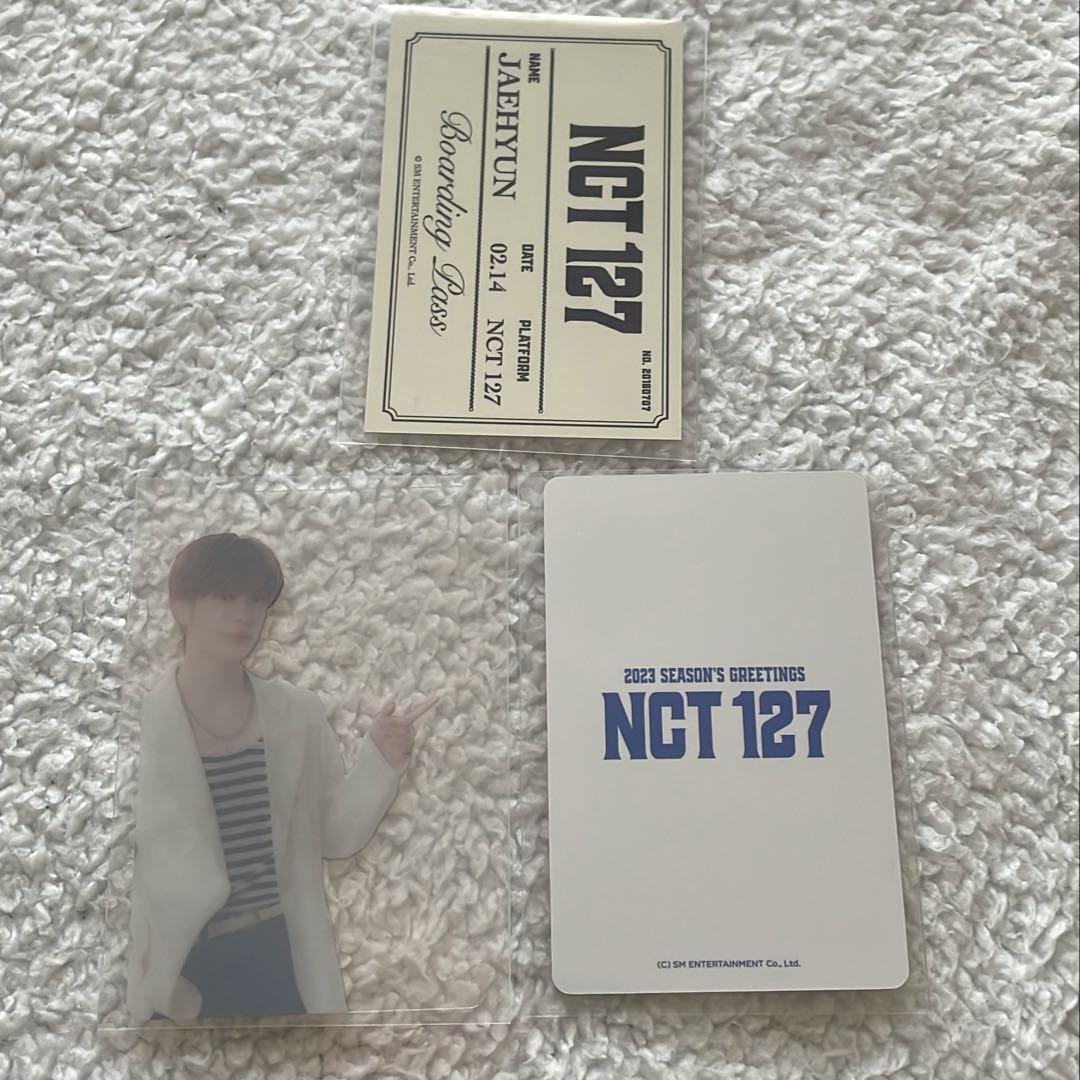 NO. 20160707
NCT 127
NAME DATE PLATFORM
JAEHYUN 02.14 NCT 127
Boarding Pass
© SM ENTERTAINMENT Co., Ltd.
2023 SEASON'S GREETINGS
NCT 127
(C) SM ENTERTAINMENT Co., Ltd.